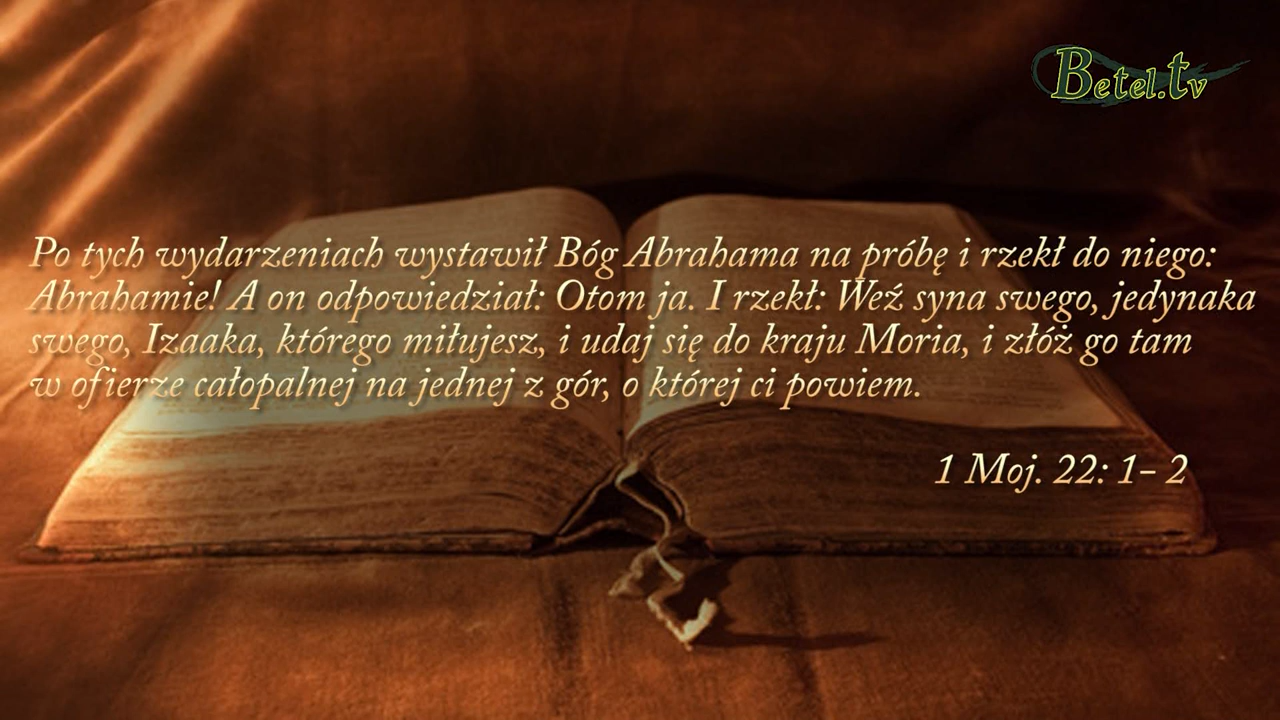 Betel.tv
Po tych wydarzeniach wystawił Bóg Abrahama na próbę i rzekł do niego:
Abrahamie! A on odpowiedział: Otom ja. I rzekł: Weź syna swego, jedynaka
swego, Izaaka, którego miłujesz, i udaj się do kraju Moria, i złóż go tam
w ofierze całopalnej na jednej z gór, o której ci powiem.
1 Moj. 22: 1- 2